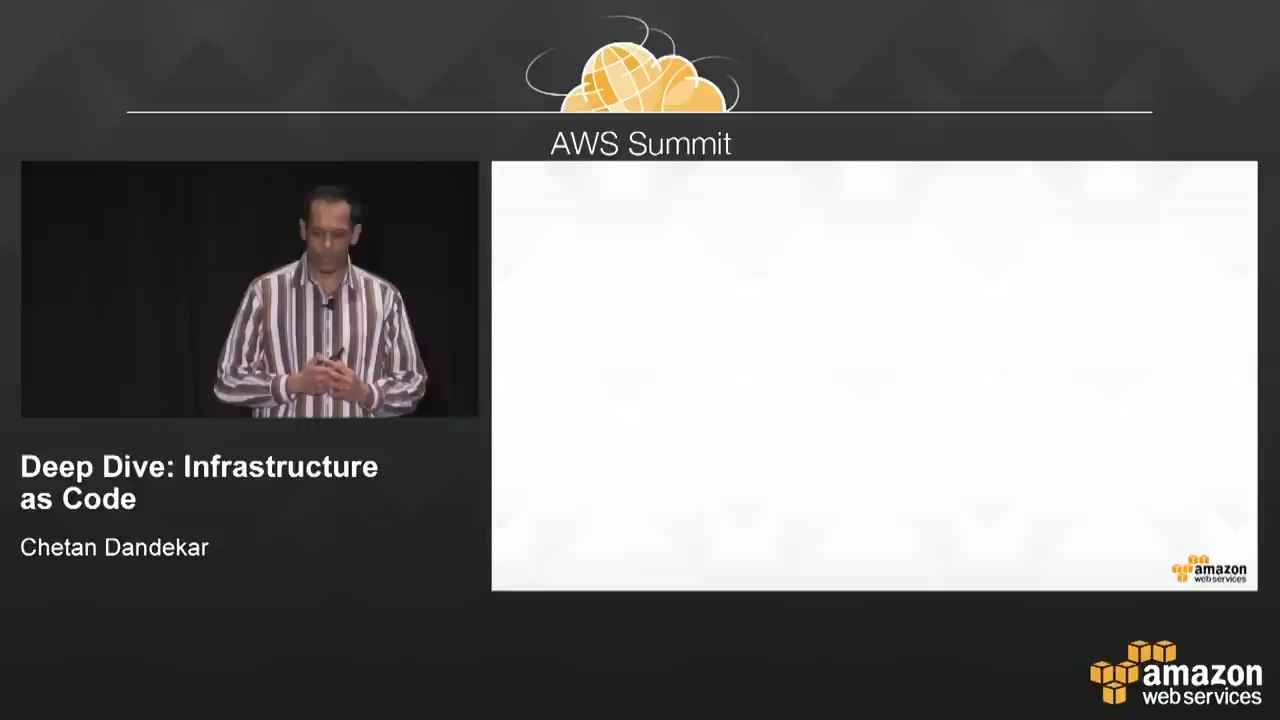 AWS Summit
Deep Dive: Infrastructure
as Code
Chetan Dandekar
amazon
web services
amazon
web services